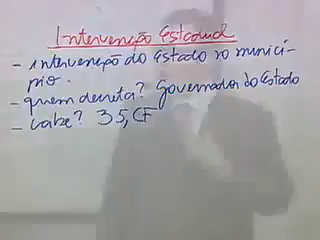 Intervenção Estadual
- intervenção do Estado no municí-
pio.
- quem decreta? Governador do Estado
- cabe? 35, CF